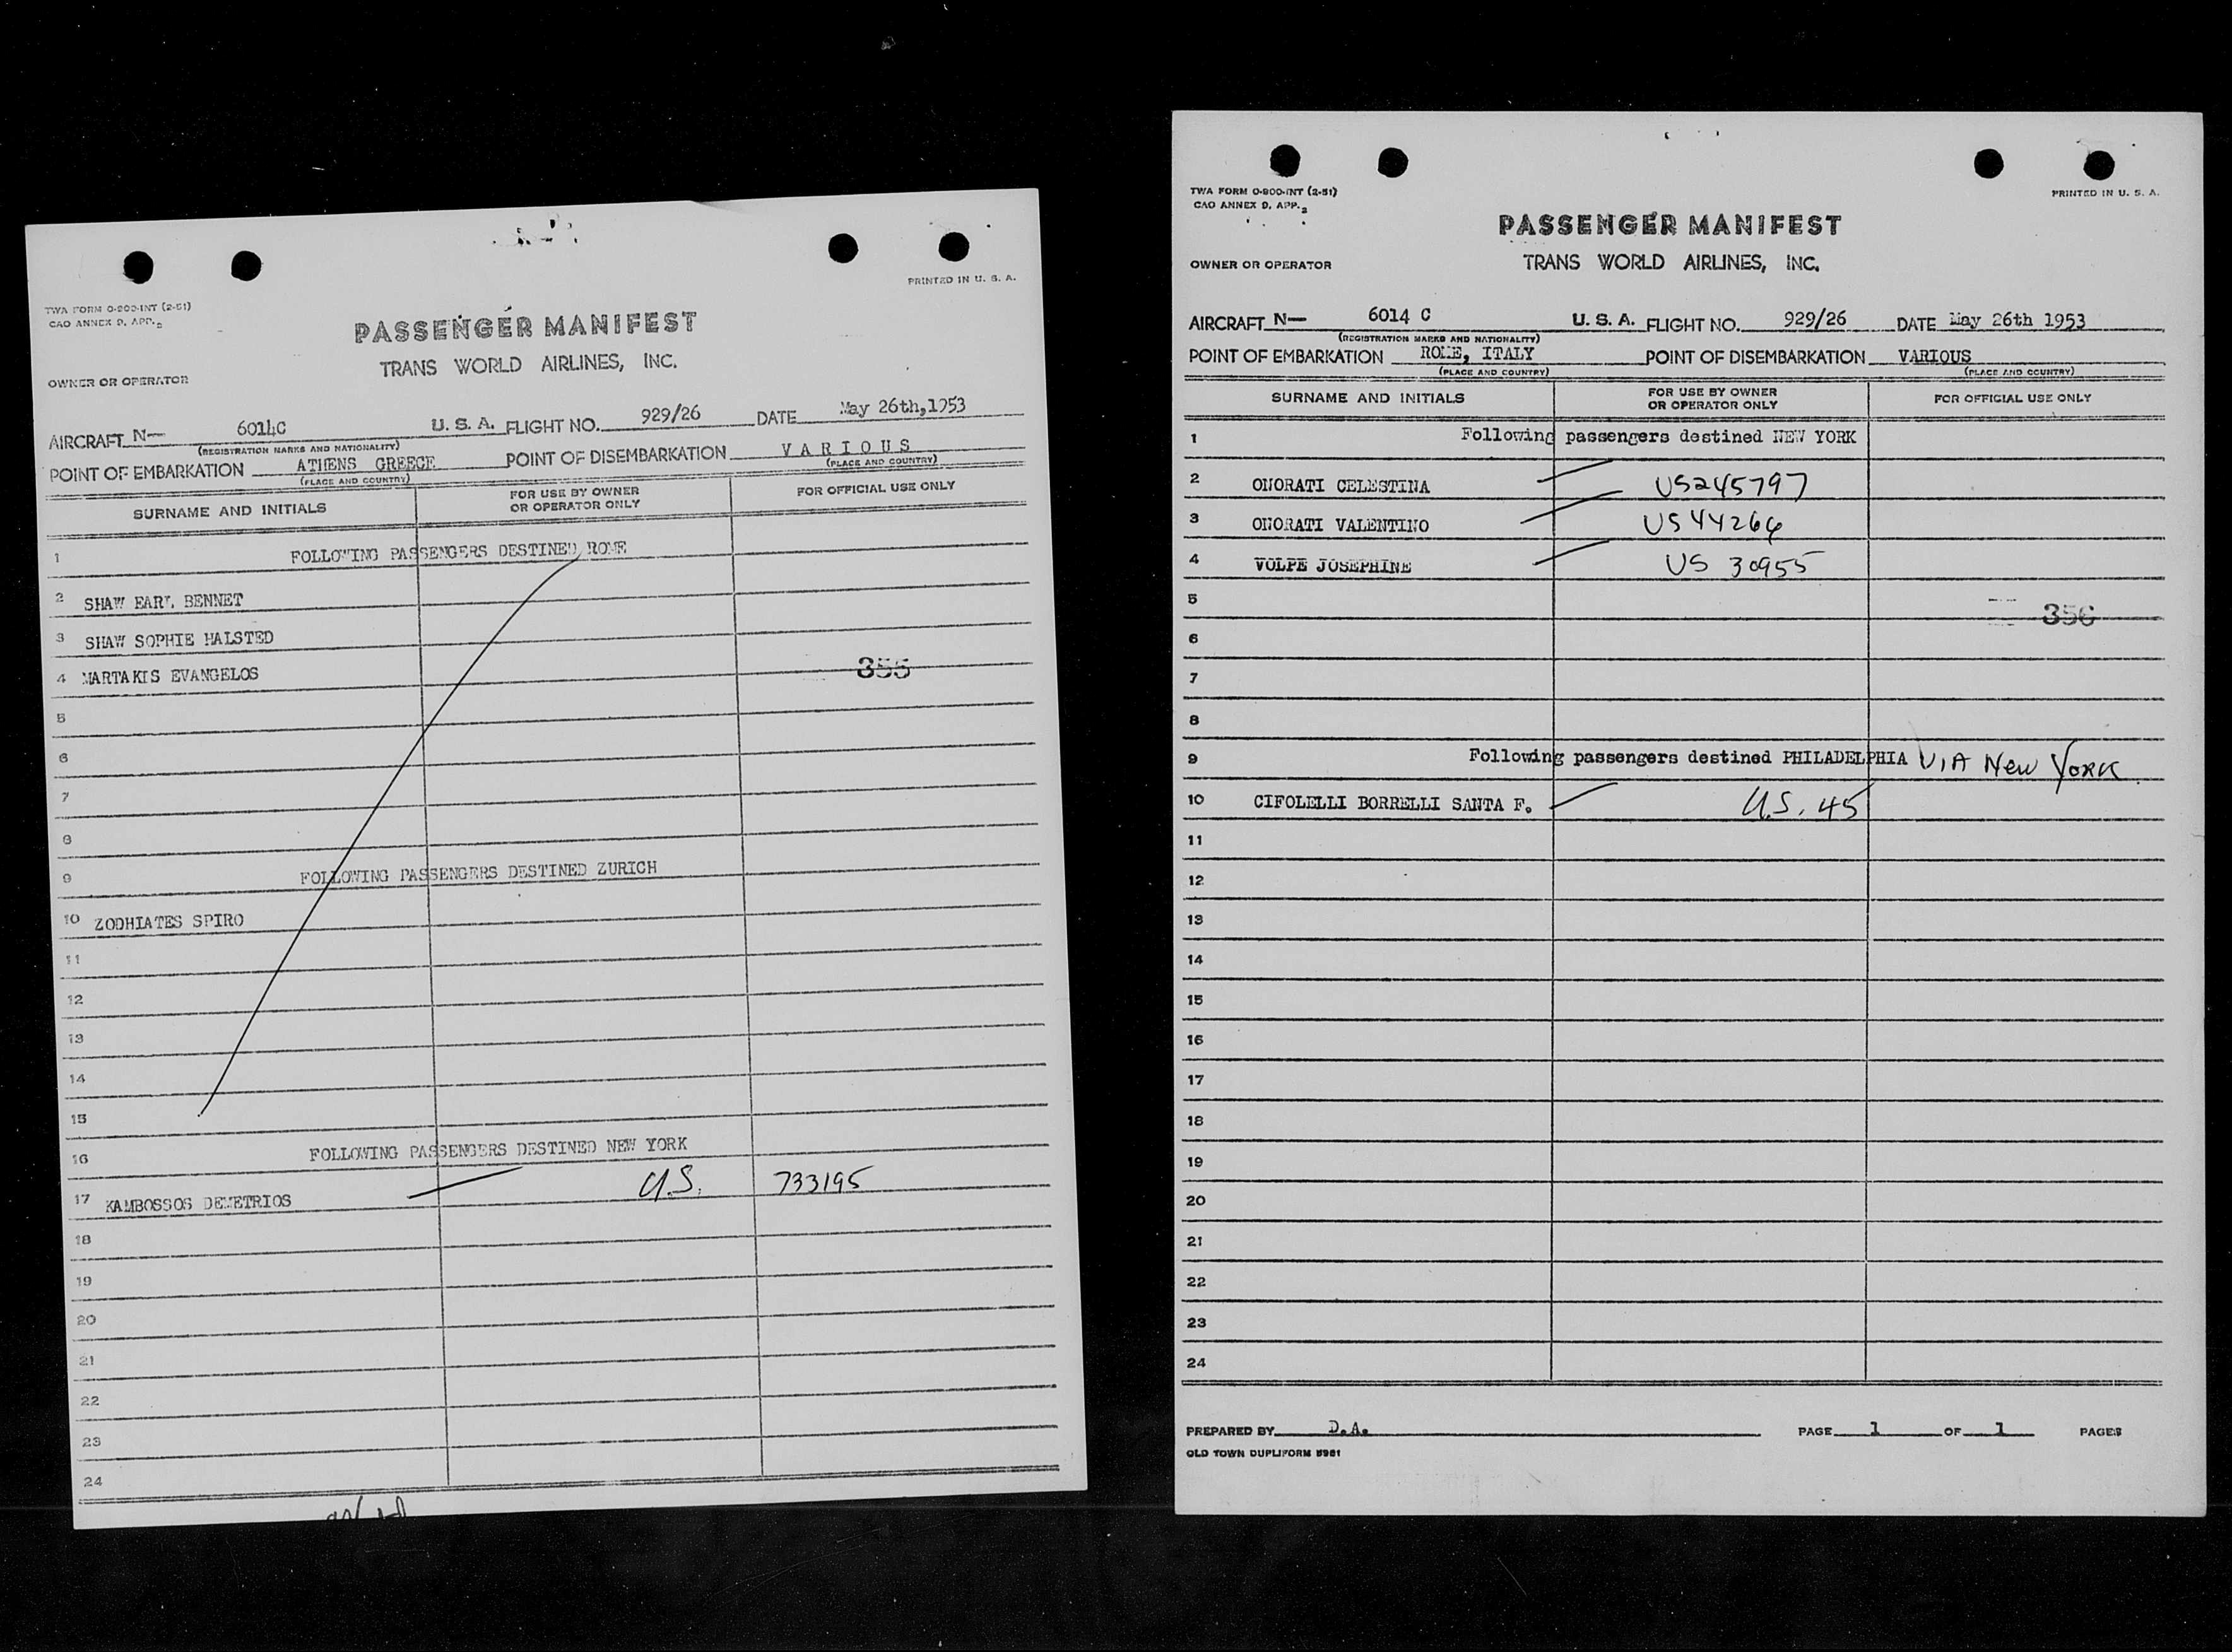 PRINTED IN U. S. A.
TWA FORM O-900-INT (2-51)
CAO ANNEX 9, APP. 2
PASSENGER MANIFEST
TRANS WORLD AIRLINES, INC.
OWNER OR OPERATOR
AIRCRAFT N— 6014C U. S. A. FLIGHT NO. 929/26 DATE May 26th,1953
(REGISTRATION MARKS AND NATIONALITY)
POINT OF EMBARKATION ATHENS GREECE POINT OF DISEMBARKATION V A R I O U S
(PLACE AND COUNTRY) (PLACE AND COUNTRY)
SURNAME AND INITIALS FOR USE BY OWNER OR OPERATOR ONLY FOR OFFICIAL USE ONLY
1 FOLLOWING PASSENGERS DESTINED ROME
2 SHAW EARL BENNET
3 SHAW SOPHIE HALSTED
4 MARTAKIS EVANGELOS 355
5
6
7
8
9 FOLLOWING PASSENGERS DESTINED ZURICH
10 ZODHIATES SPIRO
11
12
13
14
15
16 FOLLOWING PASSENGERS DESTINED NEW YORK
17 KAMBOSSOS DEMETRIOS U.S. 733195
18
19
20
21
22
23
24
TWA FORM O-900-INT (2-51)
CAO ANNEX 9, APP. 2
PRINTED IN U. S. A.
PASSENGER MANIFEST
OWNER OR OPERATOR TRANS WORLD AIRLINES, INC.
AIRCRAFT N— 6014 C U. S. A. FLIGHT NO. 929/26 DATE May 26th 1953
(REGISTRATION MARKS AND NATIONALITY)
POINT OF EMBARKATION ROME, ITALY POINT OF DISEMBARKATION VARIOUS
(PLACE AND COUNTRY) (PLACE AND COUNTRY)
SURNAME AND INITIALS FOR USE BY OWNER OR OPERATOR ONLY FOR OFFICIAL USE ONLY
1 Following passengers destined NEW YORK
2 ONORATI CELESTINA US245797
3 ONORATI VALENTINO US44264
4 VOLPE JOSEPHINE US 30955
5 356
6
7
8
9 Following passengers destined PHILADELPHIA VIA New York
10 CIFOLELLI BORRELLI SANTA F. U.S. 45
11
12
13
14
15
16
17
18
19
20
21
22
23
24
PREPARED BY D.A. PAGE 1 OF 1 PAGES
OLD TOWN DUPLIFORM 5981